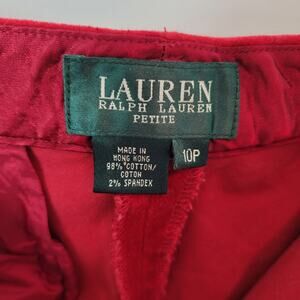 LAUREN
RALPH LAUREN
PETITE
MADE IN
HONG KONG
98% COTTON/
COTON
2% SPANDEX
10P